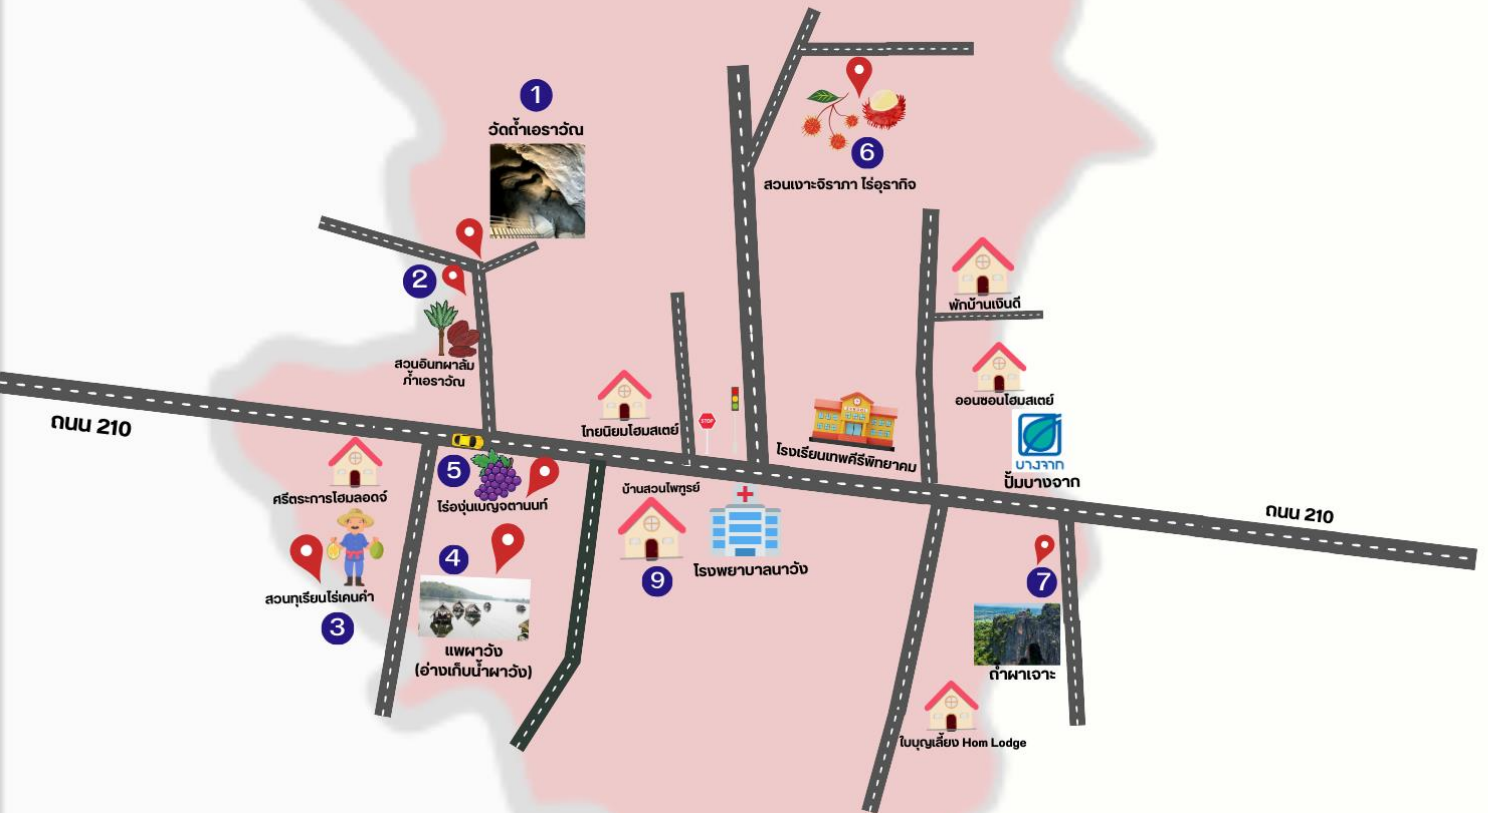 1
วัดถ้ำเอราวัณ
6
สวนเงาะจิราภา ไร่อุรากิจ
2
สวนอินทผาลัม
ถ้ำเอราวัณ
พักบ้านเงินดี
ออนซอนโฮมสเตย์
ถนน 210
ไทยนิยมโฮมสเตย์
STOP
โรงเรียนเทพคีรีพิทยาคม
บางจาก
ปั๊มบางจาก
5
ไร่องุ่นเบญจตานนท์
ศรีตระการโฮมลอดจ์
บ้านสวนไพฑูรย์
ถนน 210
4
โรงพยาบาลนาวัง
9
7
สวนทุเรียนไร่เคนคำ
3
แพผาวัง
(อ่างเก็บน้ำผาวัง)
ถ้ำผาเจาะ
ใบบุญเลี้ยง Hom Lodge